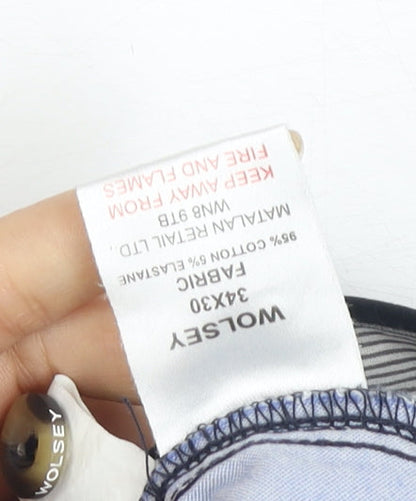 WOLSEY
34X30
FABRIC
95% COTTON 5% ELASTANE
MATALAN RETAIL LTD.,
WN8 9TB
KEEP AWAY FROM
FIRE AND FLAMES
WOLSEY